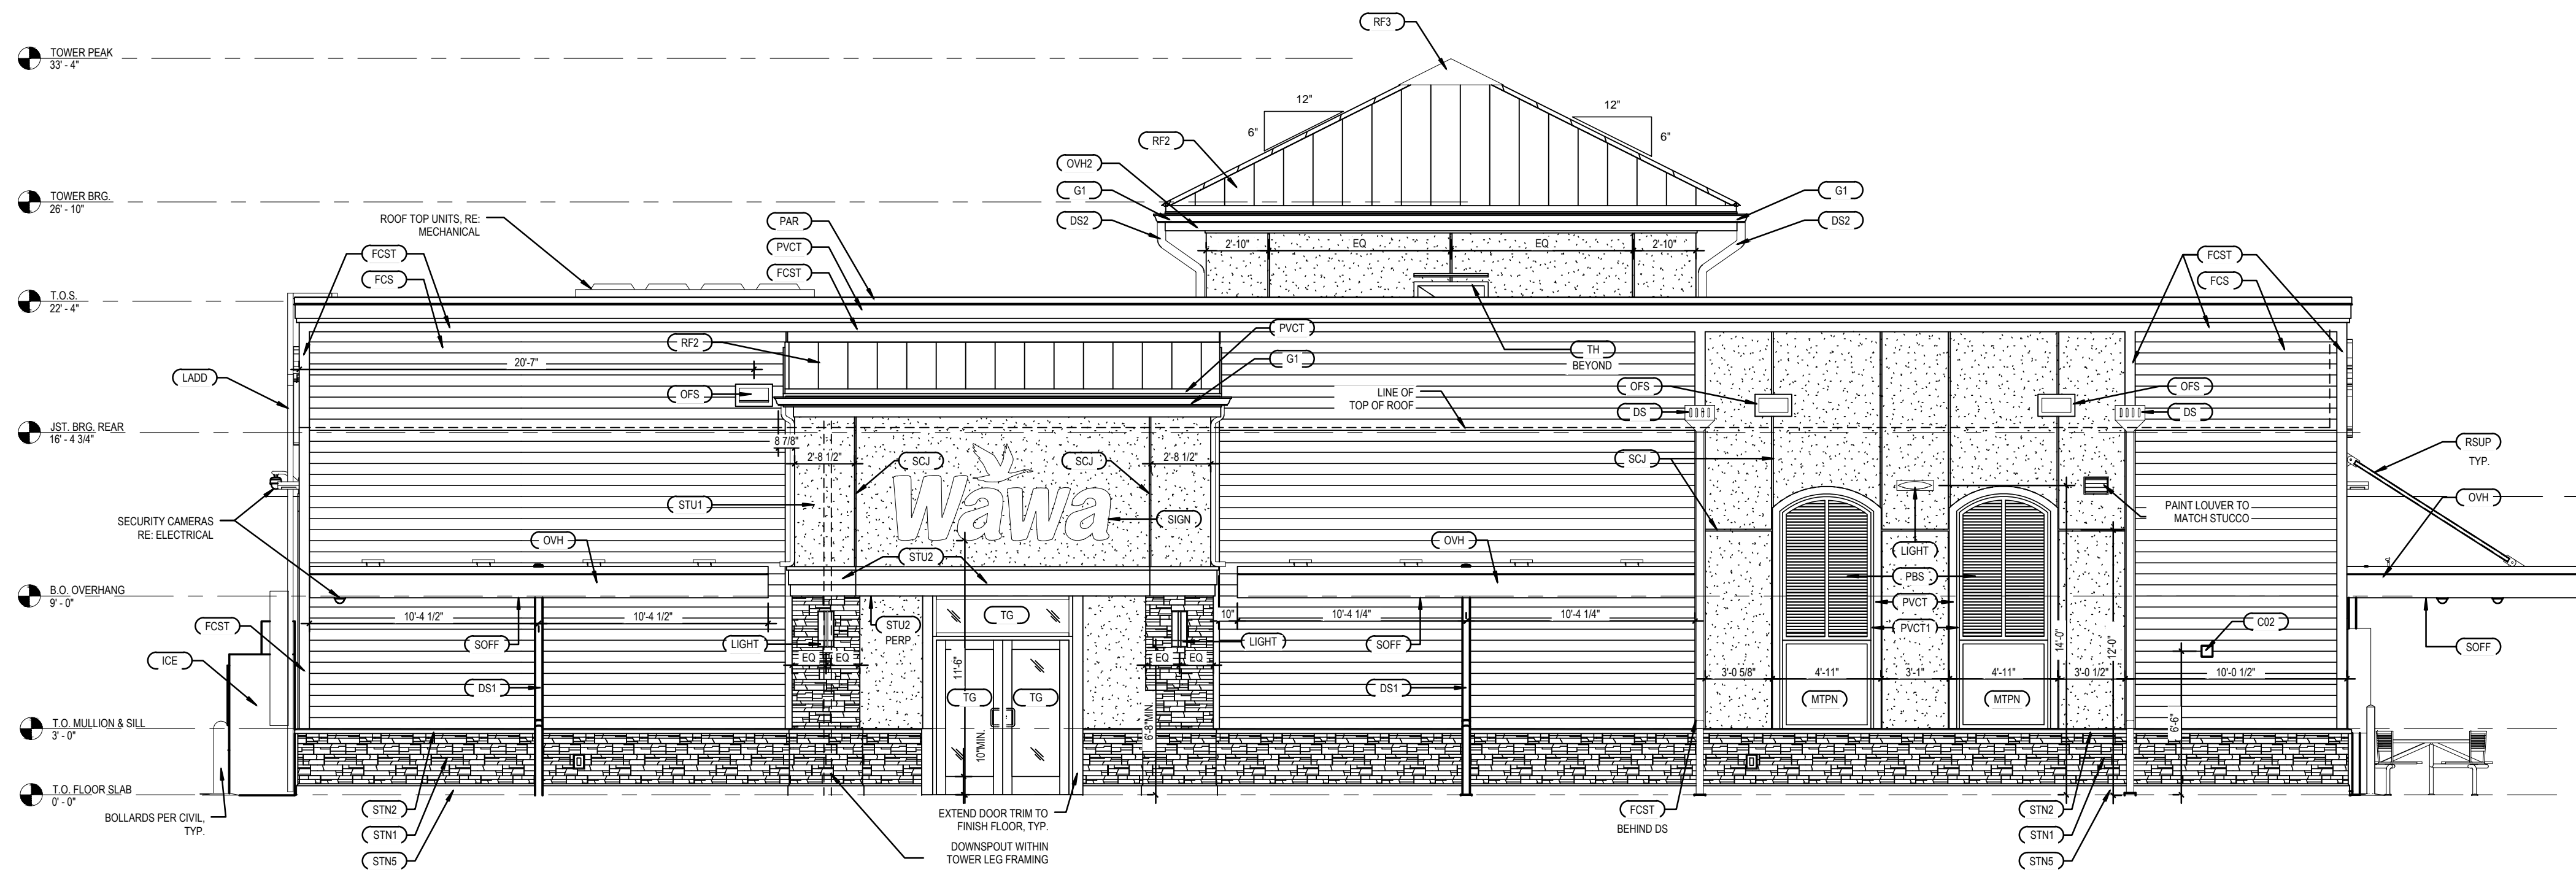 RF3
TOWER PEAK
33' - 4"
12"
6"
12"
6"
RF2
OVH2
G1
DS2
G1
DS2
TOWER BRG.
26' - 10"
ROOF TOP UNITS, RE:
MECHANICAL
PAR
PVCT
FCST
FCST
FCS
2'-10"
EQ
EQ
2'-10"
FCST
FCS
T.O.S.
22' - 4"
RF2
PVCT
G1
TH
BEYOND
20'-7"
LADD
OFS
LINE OF
TOP OF ROOF
OFS
DS
OFS
DS
JST. BRG. REAR
16' - 4 3/4"
8 7/8"
2'-8 1/2"
SCJ
SCJ
2'-8 1/2"
SCJ
RSUP
TYP.
OVH
Wawa
STU1
SIGN
PAINT LOUVER TO
MATCH STUCCO
SECURITY CAMERAS
RE: ELECTRICAL
OVH
STU2
OVH
LIGHT
PBS
B.O. OVERHANG
9' - 0"
PVCT
10'-4 1/2"
10'-4 1/2"
TG
10"
10'-4 1/4"
10'-4 1/4"
FCST
STU2
PERP
PVCT1
C02
SOFF
LIGHT
LIGHT
SOFF
SOFF
14'-0"
12'-0"
ICE
EQ
EQ
11'-6"
EQ
EQ
3'-0 5/8"
4'-11"
3'-1"
4'-11"
3'-0 1/2"
10'-0 1/2"
DS1
TG
TG
DS1
MTPN
MTPN
T.O. MULLION & SILL
3' - 0"
10"MIN.
6'-8"MIN.
6'-6"
T.O. FLOOR SLAB
0' - 0"
BOLLARDS PER CIVIL,
TYP.
STN2
STN1
STN5
EXTEND DOOR TRIM TO
FINISH FLOOR, TYP.
DOWNSPOUT WITHIN
TOWER LEG FRAMING
FCST
BEHIND DS
STN2
STN1
STN5